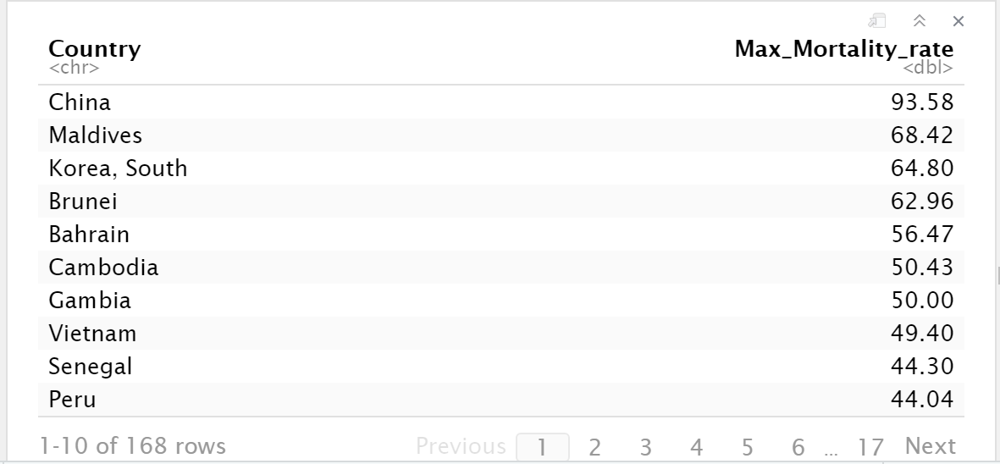 Country Max_Mortality_rate
<chr> <dbl>
China 93.58
Maldives 68.42
Korea, South 64.80
Brunei 62.96
Bahrain 56.47
Cambodia 50.43
Gambia 50.00
Vietnam 49.40
Senegal 44.30
Peru 44.04
1-10 of 168 rows Previous 1 2 3 4 5 6 ... 17 Next